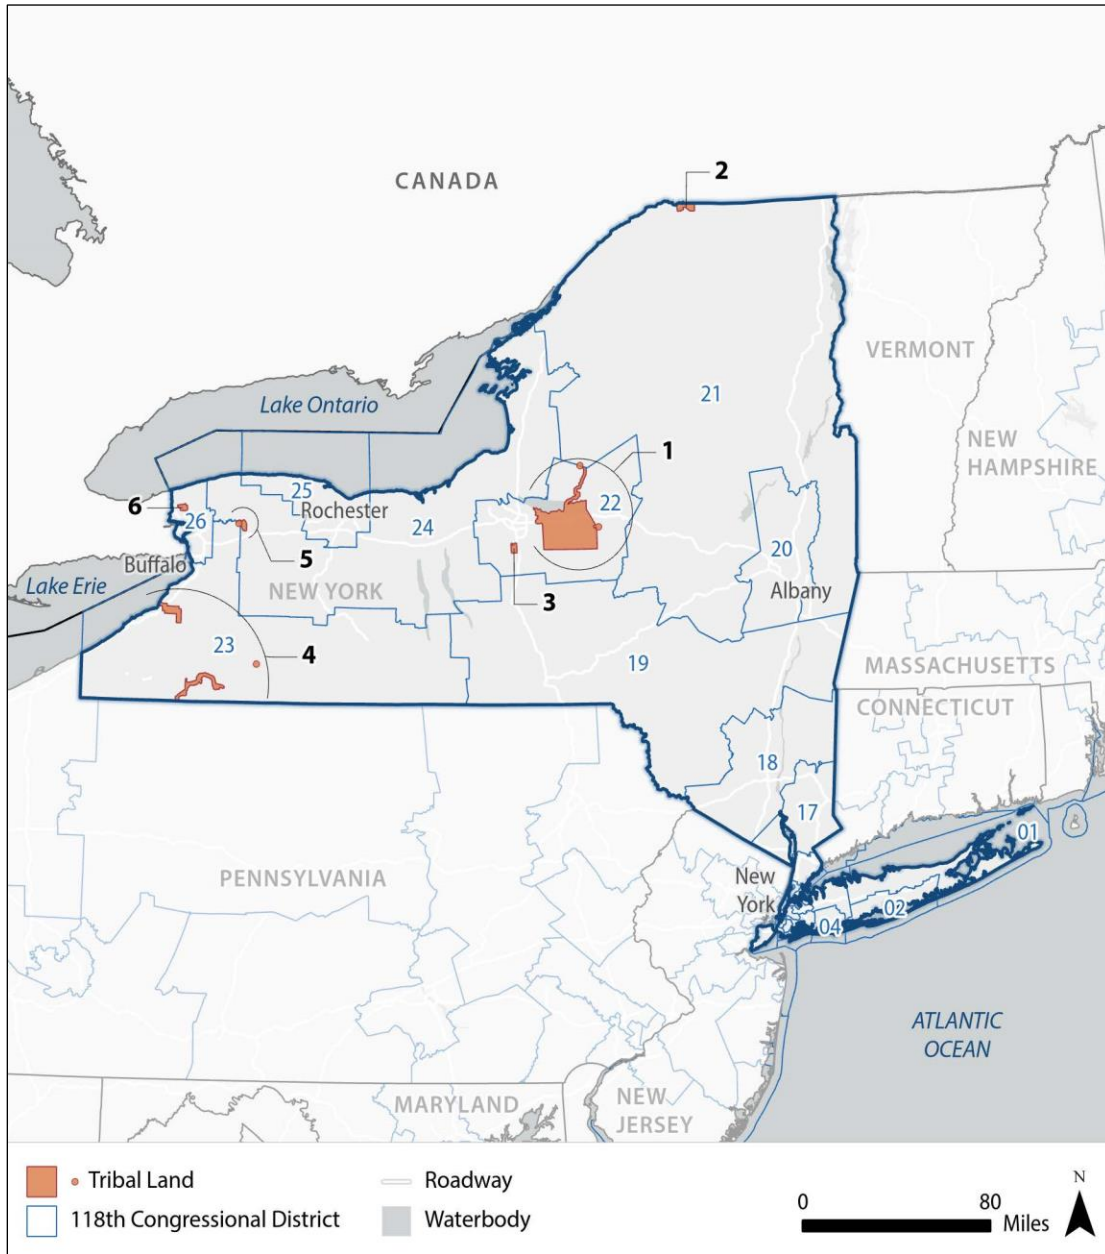 2
CANADA
VERMONT
21
Lake Ontario
NEW
HAMPSHIRE
1
6
25
22
26
Rochester
24
20
Buffalo
5
Lake Erie
NEW YORK
3
Albany
23
4
19
MASSACHUSETTS
CONNECTICUT
18
17
01
PENNSYLVANIA
New
York
02
04
ATLANTIC
OCEAN
MARYLAND
NEW
JERSEY
Tribal Land
Roadway
118th Congressional District
Waterbody
0
80
Miles
N